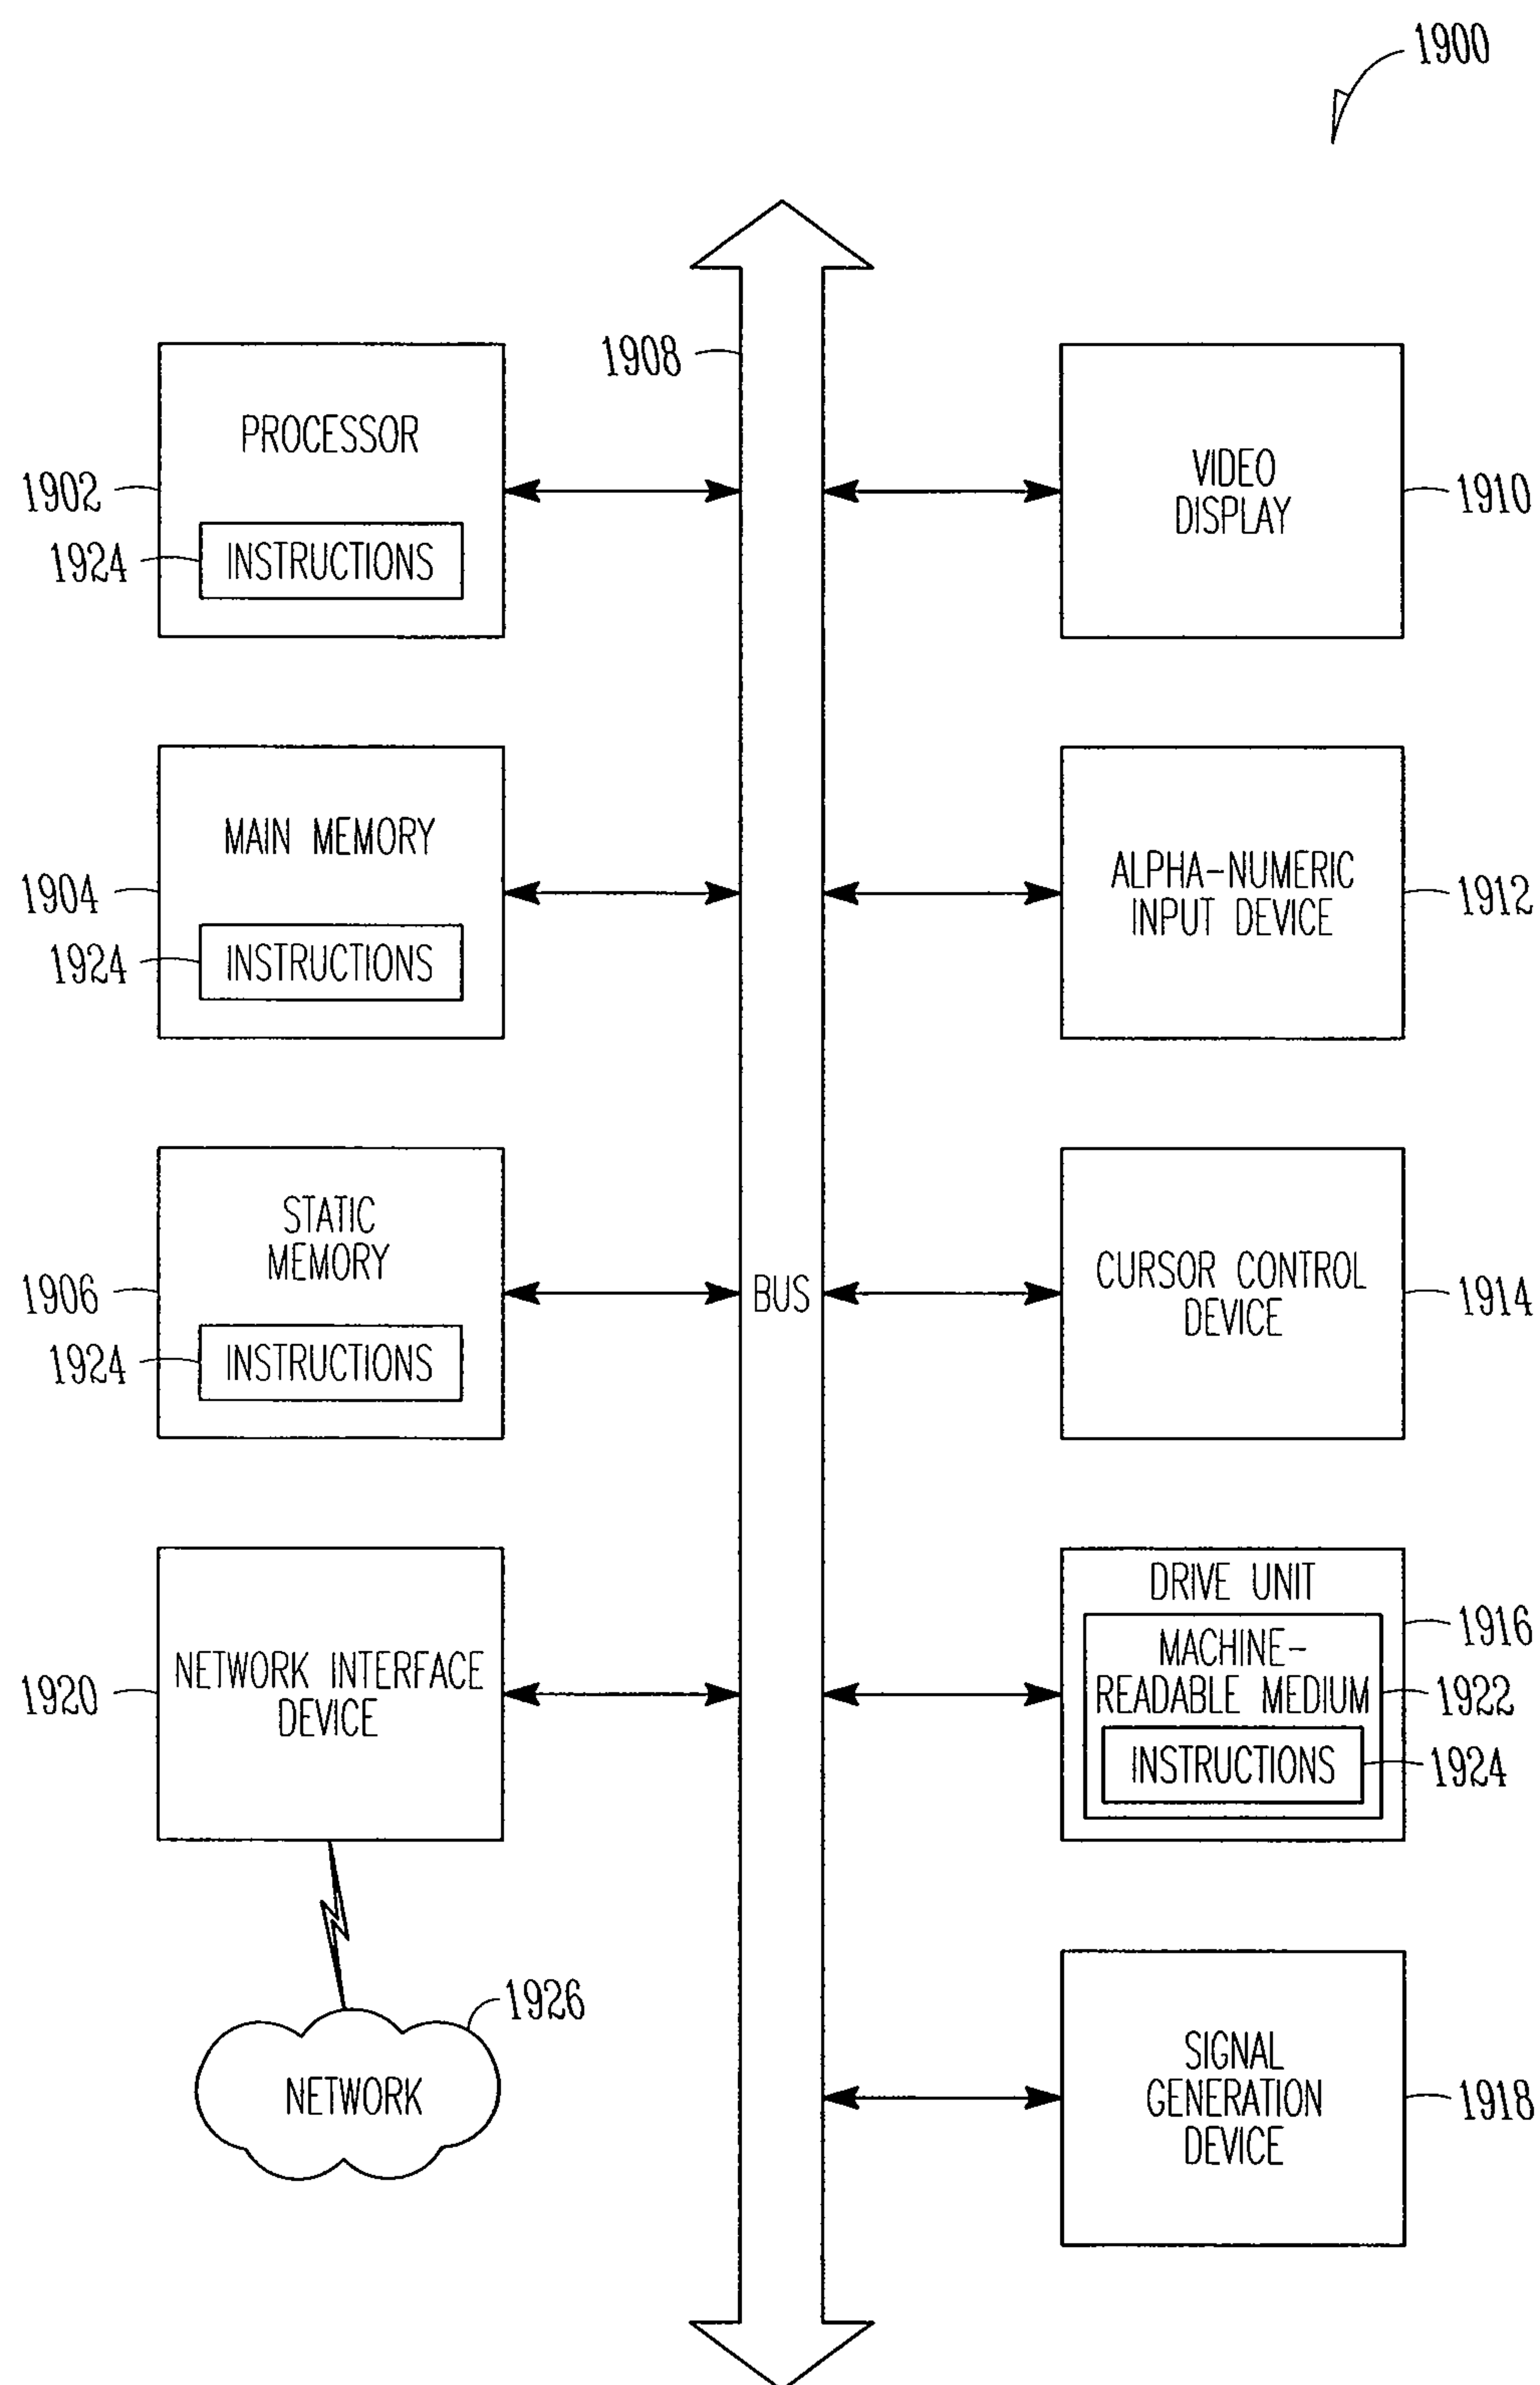 1900
1908
PROCESSOR
1902
1924
INSTRUCTIONS
VIDEO
DISPLAY
1910
MAIN MEMORY
1904
1924
INSTRUCTIONS
ALPHA-NUMERIC
INPUT DEVICE
1912
STATIC
MEMORY
1906
1924
INSTRUCTIONS
BUS
CURSOR CONTROL
DEVICE
1914
NETWORK INTERFACE
DEVICE
1920
DRIVE UNIT
1916
MACHINE-
READABLE MEDIUM
1922
INSTRUCTIONS
1924
1926
NETWORK
SIGNAL
GENERATION
DEVICE
1918